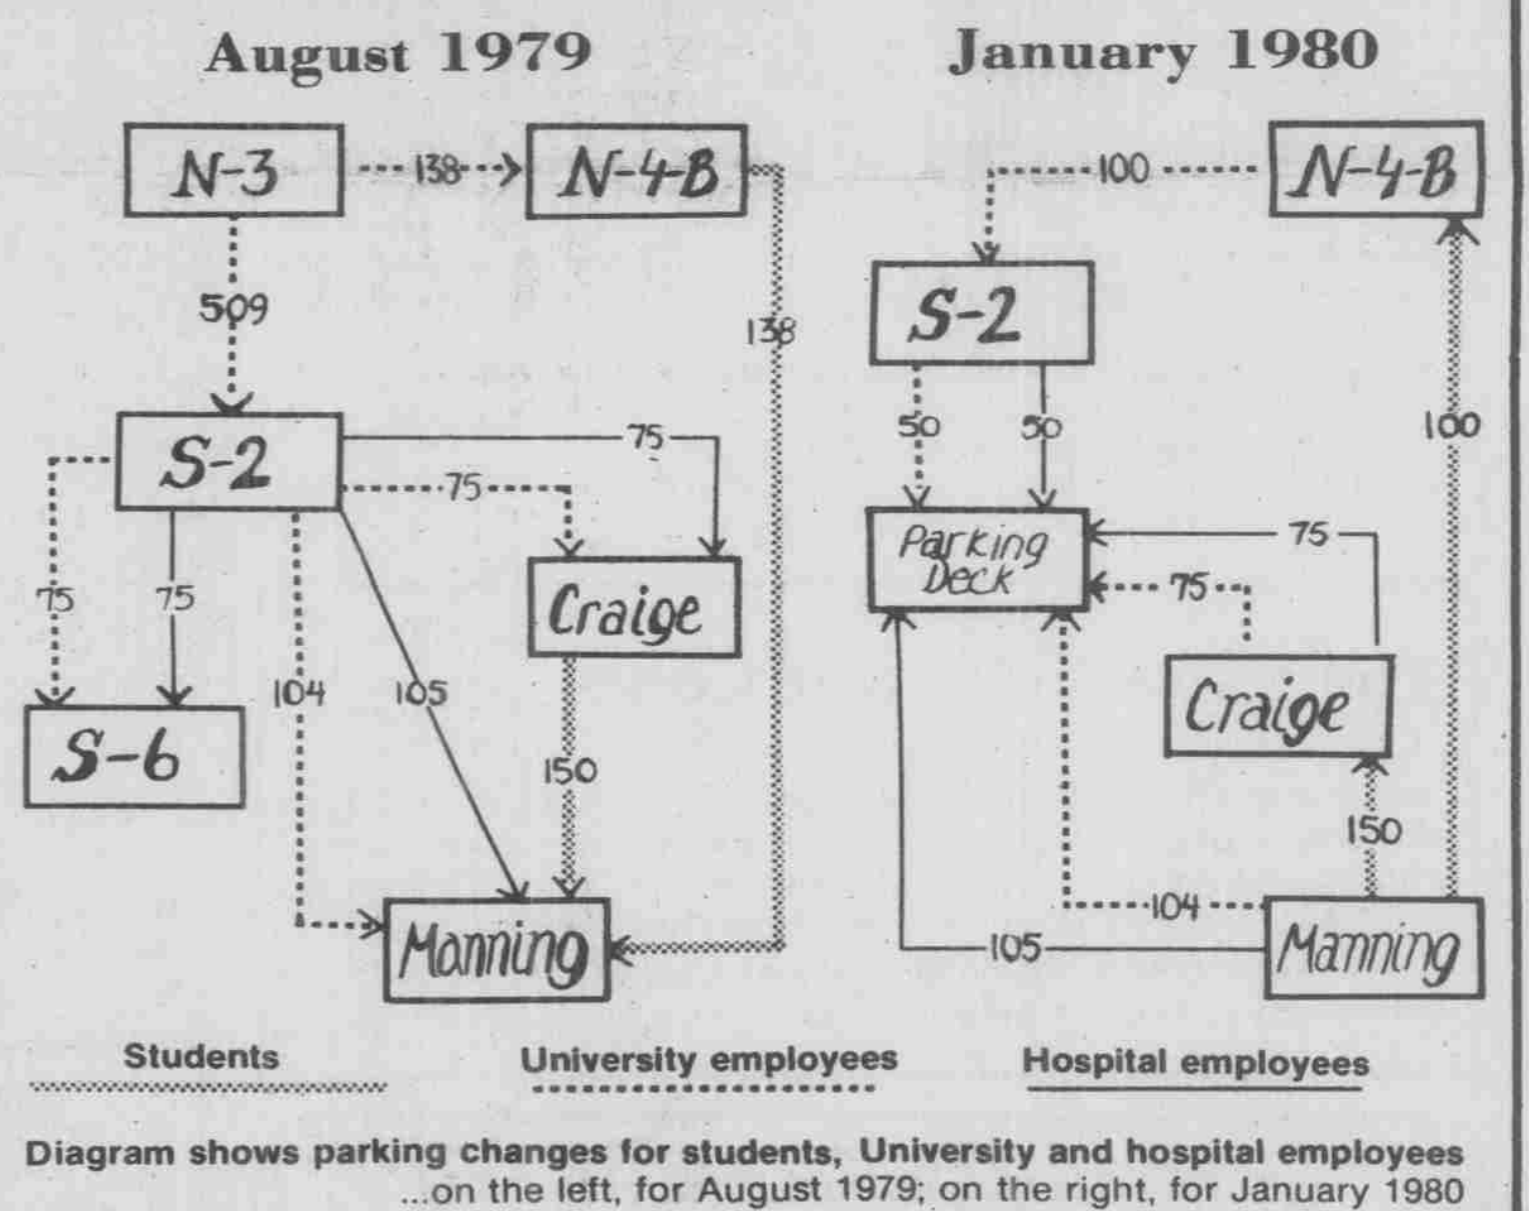 August 1979
January 1980
N-3
138
N-4-B
509
138
S-2
75
75
75
75
104
105
Craige
150
S-6
Manning
100
N-4-B
S-2
50
50
100
Parking
Deck
75
75
Craige
150
104
105
Manning
Students
University employees
Hospital employees
Diagram shows parking changes for students, University and hospital employees
...on the left, for August 1979; on the right, for January 1980